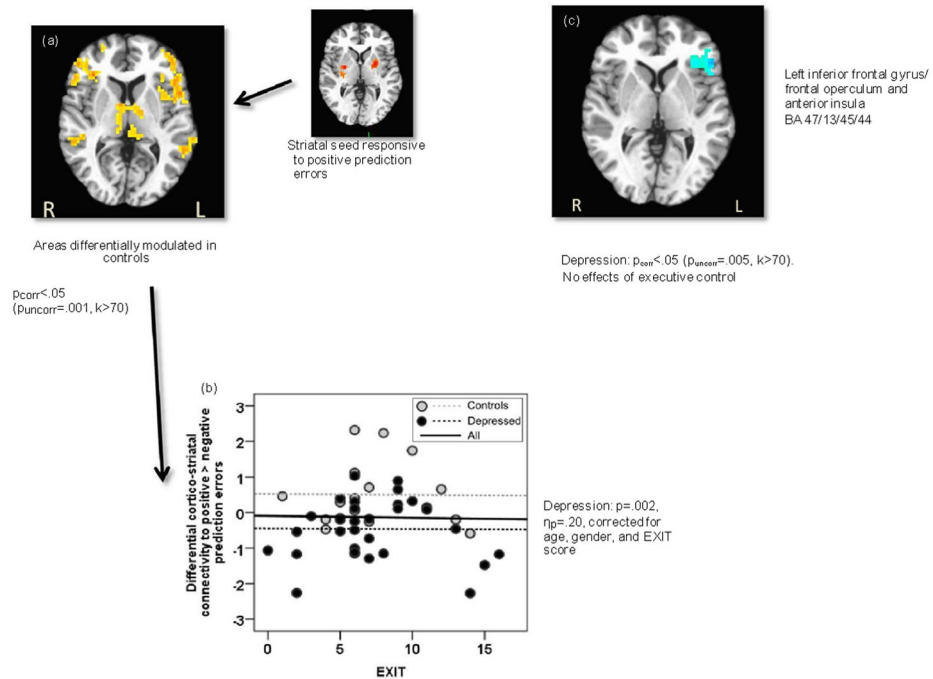 (a)
R L
Areas differentially modulated in
controls
pcorr<.05
(puncorr=.001, k>70)
Striatal seed responsive
to positive prediction
errors
(c)
R L
Left inferior frontal gyrus/
frontal operculum and
anterior insula
BA 47/13/45/44
Depression: pcorr<.05 (puncorr=.005, k>70).
No effects of executive control
(b)
Differential cortico-striatal
connectivity to positive > negative
prediction errors
3
2
1
0
-1
-2
-3
0 5 10 15
EXIT
Controls
Depressed
All
Depression: p=.002,
ηp=.20, corrected for
age, gender, and EXIT
score